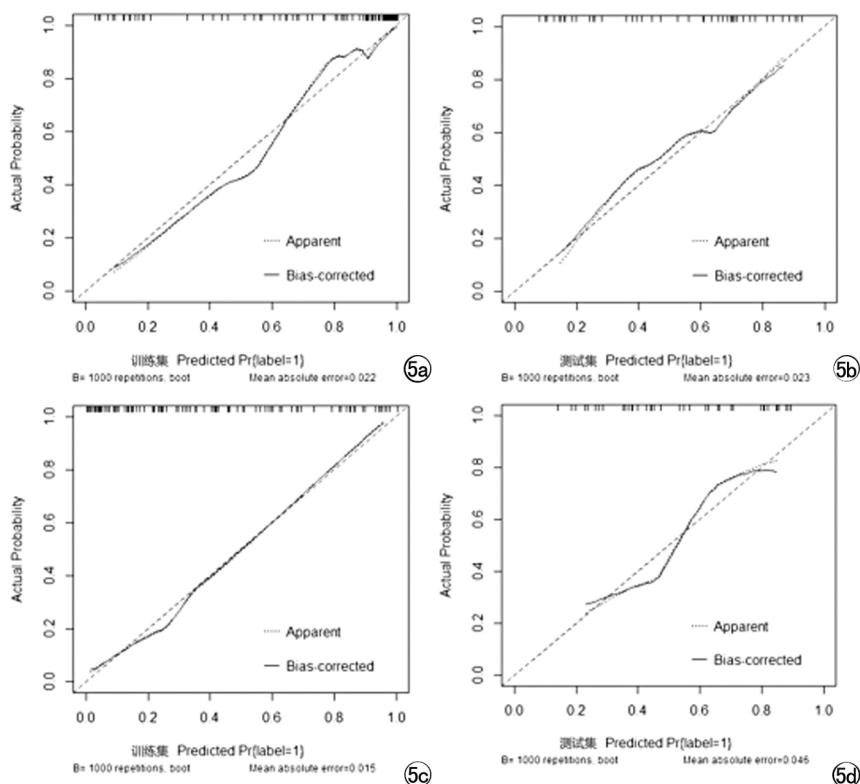 1.0
0.8
0.6
0.4
0.2
0.0
Actual Probability
Apparent
Bias-corrected
0.0 0.2 0.4 0.6 0.8 1.0
训练集 Predicted Pr{label=1}
B= 1000 repetitions, boot Mean absolute error=0.022
5a
1.0
0.8
0.6
0.4
0.2
0.0
Actual Probability
Apparent
Bias-corrected
0.0 0.2 0.4 0.6 0.8 1.0
测试集 Predicted Pr{label=1}
B= 1000 repetitions, boot Mean absolute error=0.023
5b
1.0
0.8
0.6
0.4
0.2
0.0
Actual Probability
Apparent
Bias-corrected
0.0 0.2 0.4 0.6 0.8 1.0
训练集 Predicted Pr{label=1}
B= 1000 repetitions, boot Mean absolute error=0.015
5c
1.0
0.8
0.6
0.4
0.2
0.0
Actual Probability
Apparent
Bias-corrected
0.0 0.2 0.4 0.6 0.8 1.0
测试集 Predicted Pr{label=1}
B= 1000 repetitions, boot Mean absolute error=0.046
5d